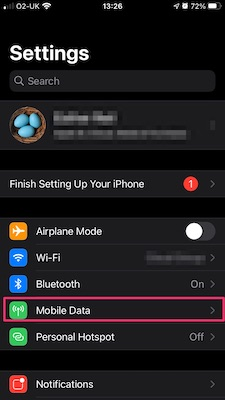 O2-UK 13:26 72%
Settings
Search
Finish Setting Up Your iPhone 1
Airplane Mode
Wi-Fi
Bluetooth On
Mobile Data
Personal Hotspot Off
Notifications